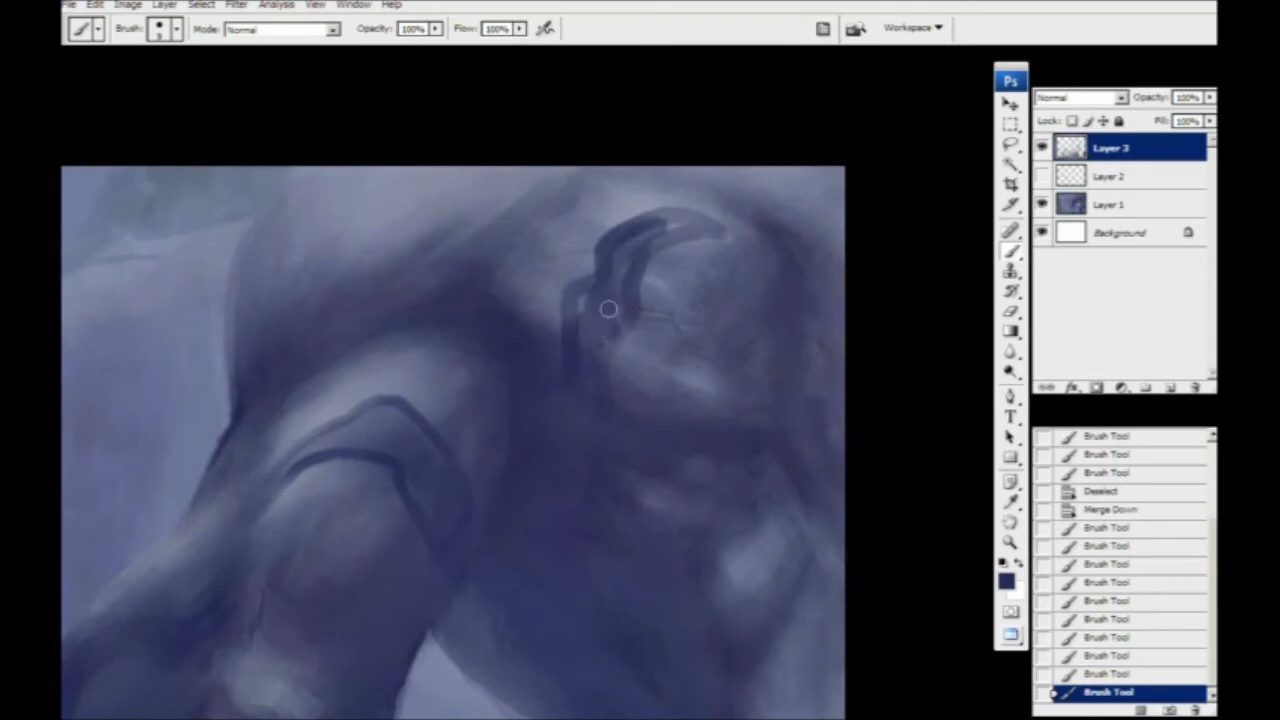 File Edit Image Layer Select Filter Analysis View Window Help
Brush: Mode: Normal Opacity: 100% Flow: 100% Workspace
Ps
Normal Opacity: 100%
Lock: Fill: 100%
Layer 3
Layer 2
Layer 1
Background
Brush Tool
Brush Tool
Brush Tool
Deselect
Merge Down
Brush Tool
Brush Tool
Brush Tool
Brush Tool
Brush Tool
Brush Tool
Brush Tool
Brush Tool
Brush Tool
Brush Tool